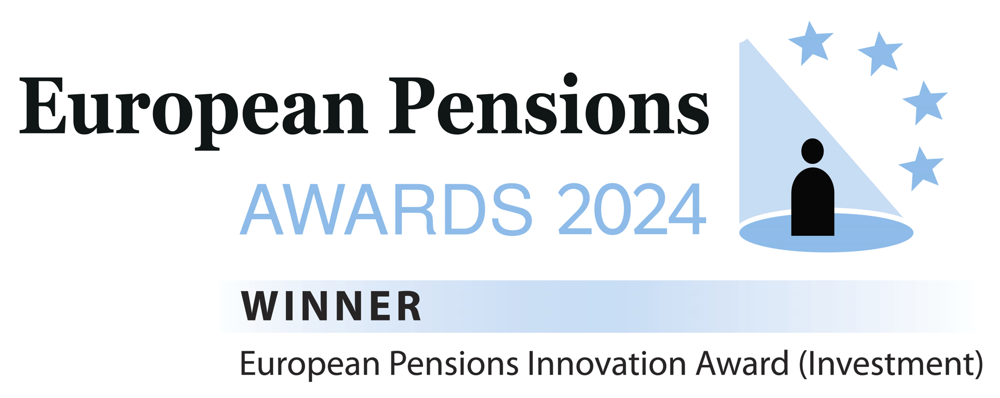 European Pensions
AWARDS 2024
WINNER
European Pensions Innovation Award (Investment)